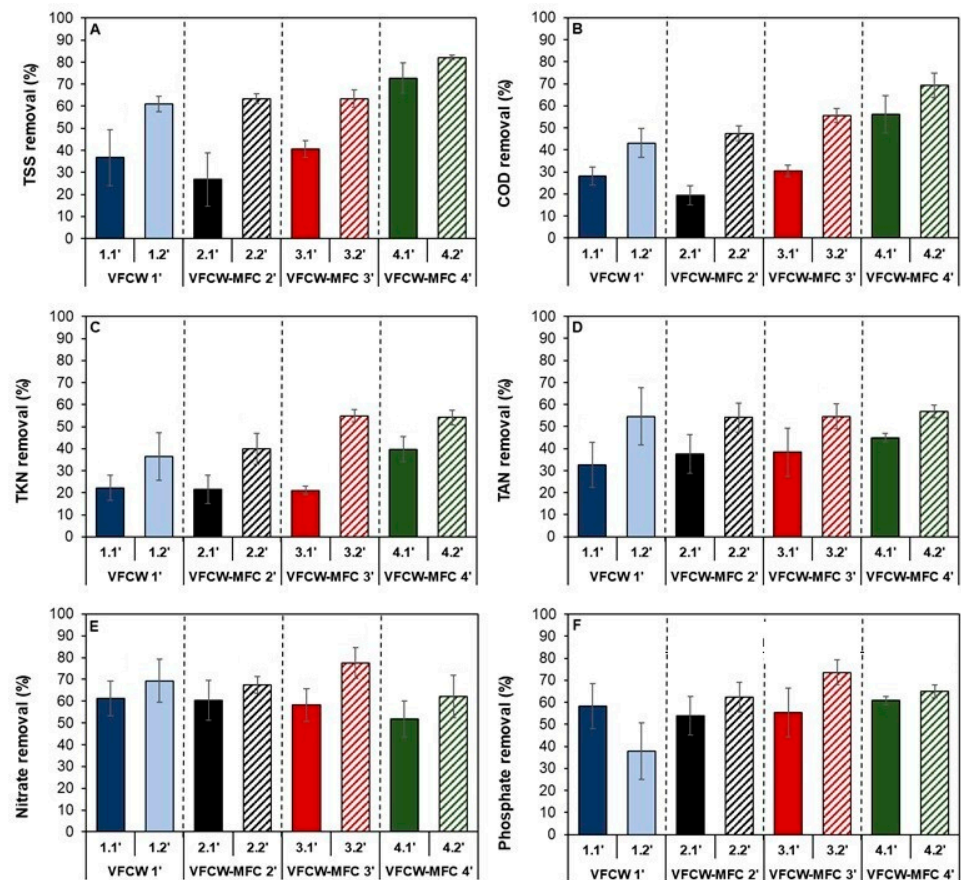 A
TSS removal (%)
100
90
80
70
60
50
40
30
20
10
0
1.1' 1.2' 2.1' 2.2' 3.1' 3.2' 4.1' 4.2'
VFCW 1' VFCW-MFC 2' VFCW-MFC 3' VFCW-MFC 4'
B
COD removal (%)
100
90
80
70
60
50
40
30
20
10
0
1.1' 1.2' 2.1' 2.2' 3.1' 3.2' 4.1' 4.2'
VFCW 1' VFCW-MFC 2' VFCW-MFC 3' VFCW-MFC 4'
C
TKN removal (%)
100
90
80
70
60
50
40
30
20
10
0
1.1' 1.2' 2.1' 2.2' 3.1' 3.2' 4.1' 4.2'
VFCW 1' VFCW-MFC 2' VFCW-MFC 3' VFCW-MFC 4'
D
TAN removal (%)
100
90
80
70
60
50
40
30
20
10
0
1.1' 1.2' 2.1' 2.2' 3.1' 3.2' 4.1' 4.2'
VFCW 1' VFCW-MFC 2' VFCW-MFC 3' VFCW-MFC 4'
E
Nitrate removal (%)
100
90
80
70
60
50
40
30
20
10
0
1.1' 1.2' 2.1' 2.2' 3.1' 3.2' 4.1' 4.2'
VFCW 1' VFCW-MFC 2' VFCW-MFC 3' VFCW-MFC 4'
F
Phosphate removal (%)
100
90
80
70
60
50
40
30
20
10
0
1.1' 1.2' 2.1' 2.2' 3.1' 3.2' 4.1' 4.2'
VFCW 1' VFCW-MFC 2' VFCW-MFC 3' VFCW-MFC 4'